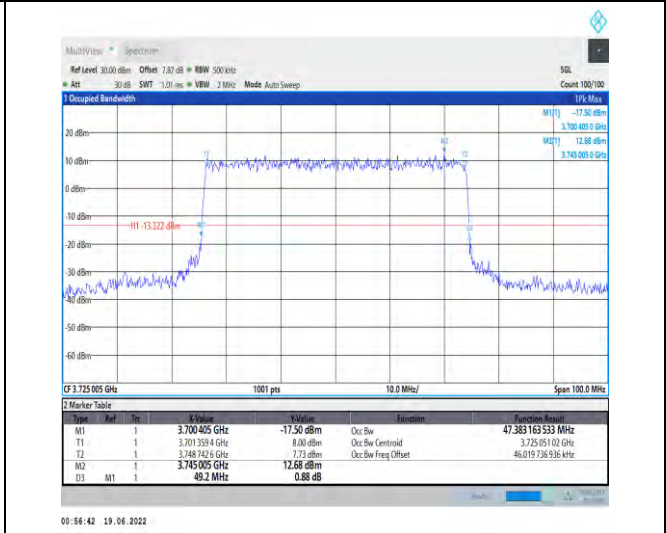 MultiView Spectrum
Ref Level 30.00 dBm Offset 7.87 dB RBW 500 kHz SGL
Att 30 dB SWT 1.01 ms VBW 2 MHz Mode Auto Sweep Count 100/100
1 Occupied Bandwidth 1Pk Max
M1[1] -17.50 dBm
3.700 405 0 GHz
M2[1] 12.68 dBm
3.745 005 0 GHz
20 dBm
M2
T1 T2
10 dBm
0 dBm
-10 dBm
H1 -13.322 dBm M1
-20 dBm
-30 dBm
-40 dBm
-50 dBm
-60 dBm
CF 3.725 005 GHz 1001 pts 10.0 MHz/ Span 100.0 MHz
2 Marker Table
Type Ref Trc X-Value Y-Value Function Function Result
M1 1 3.700 405 GHz -17.50 dBm Occ Bw 47.383 163 533 MHz
T1 1 3.701 359 4 GHz 8.00 dBm Occ Bw Centroid 3.725 051 02 GHz
T2 1 3.748 742 6 GHz 7.73 dBm Occ Bw Freq Offset 46.019 736 936 kHz
M2 1 3.745 005 GHz 12.68 dBm
D3 M1 1 49.2 MHz 0.88 dB
00:56:42 19.06.2022